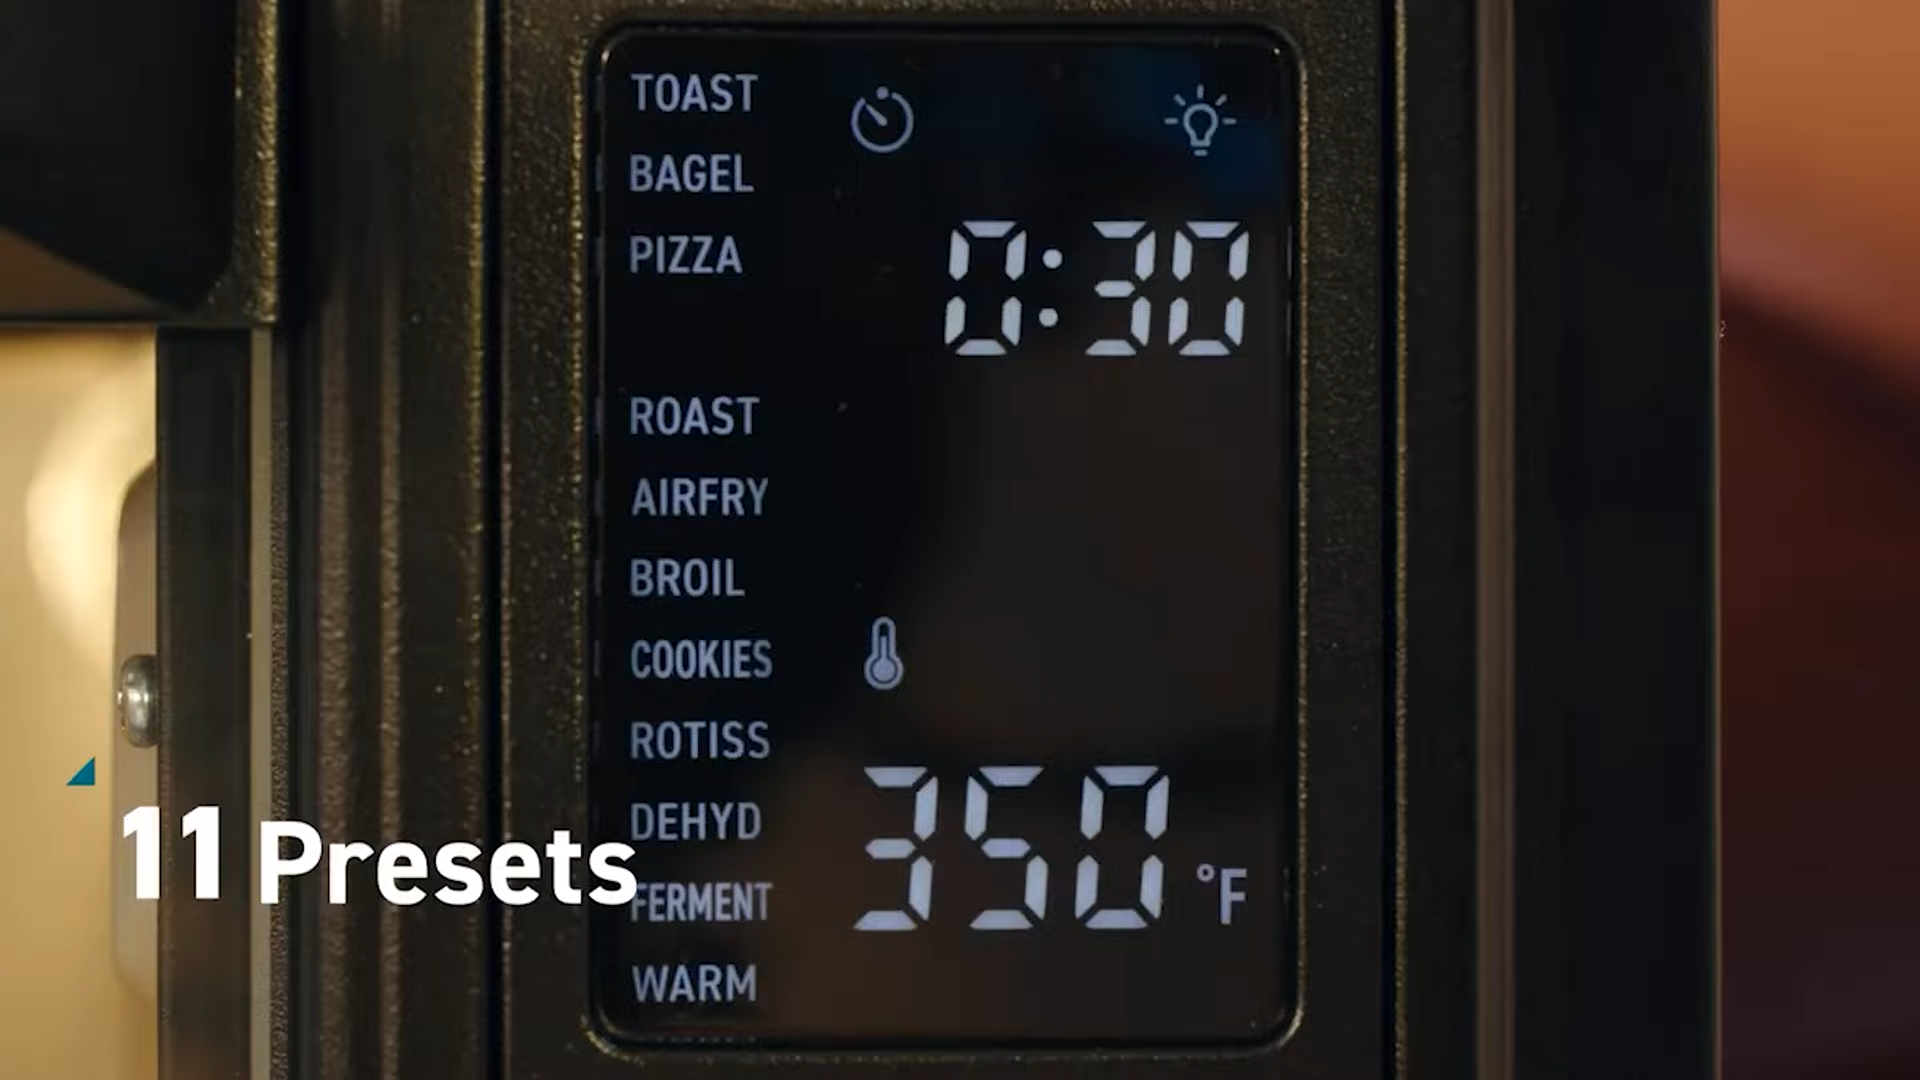 TOAST
BAGEL
PIZZA
0:30
ROAST
AIRFRY
BROIL
COOKIES
ROTISS
DEHYD
350 °F
FERMENT
WARM
11 Presets